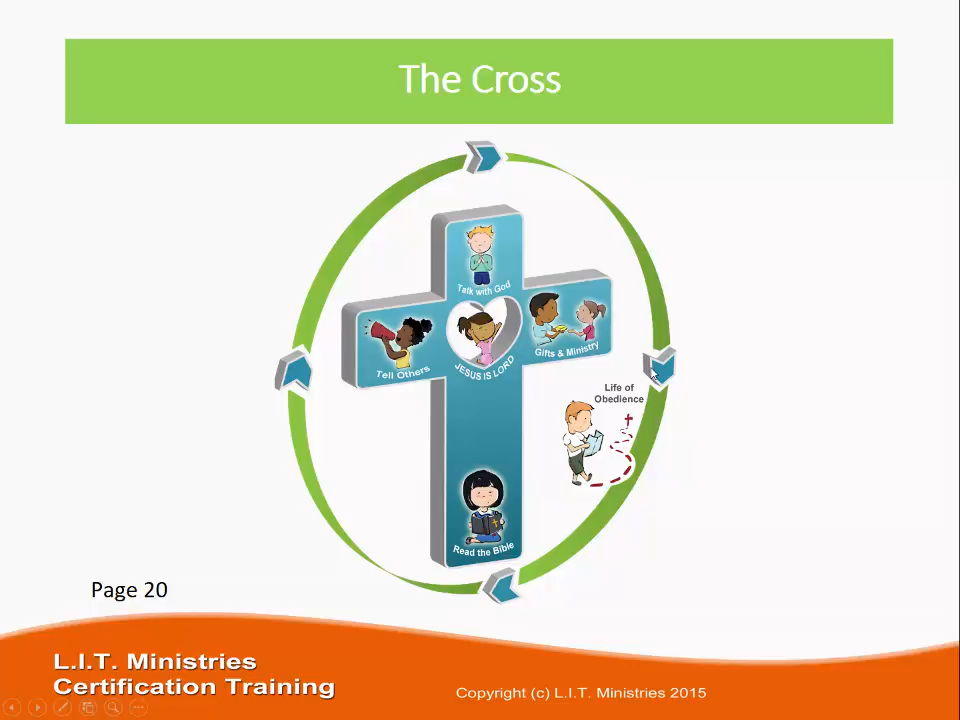 The Cross
Talk with God
Tell Others
JESUS IS LORD
Gifts & Ministry
Life of
Obedience
Read the Bible
Page 20
L.I.T. Ministries
Certification Training
Copyright (c) L.I.T. Ministries 2015